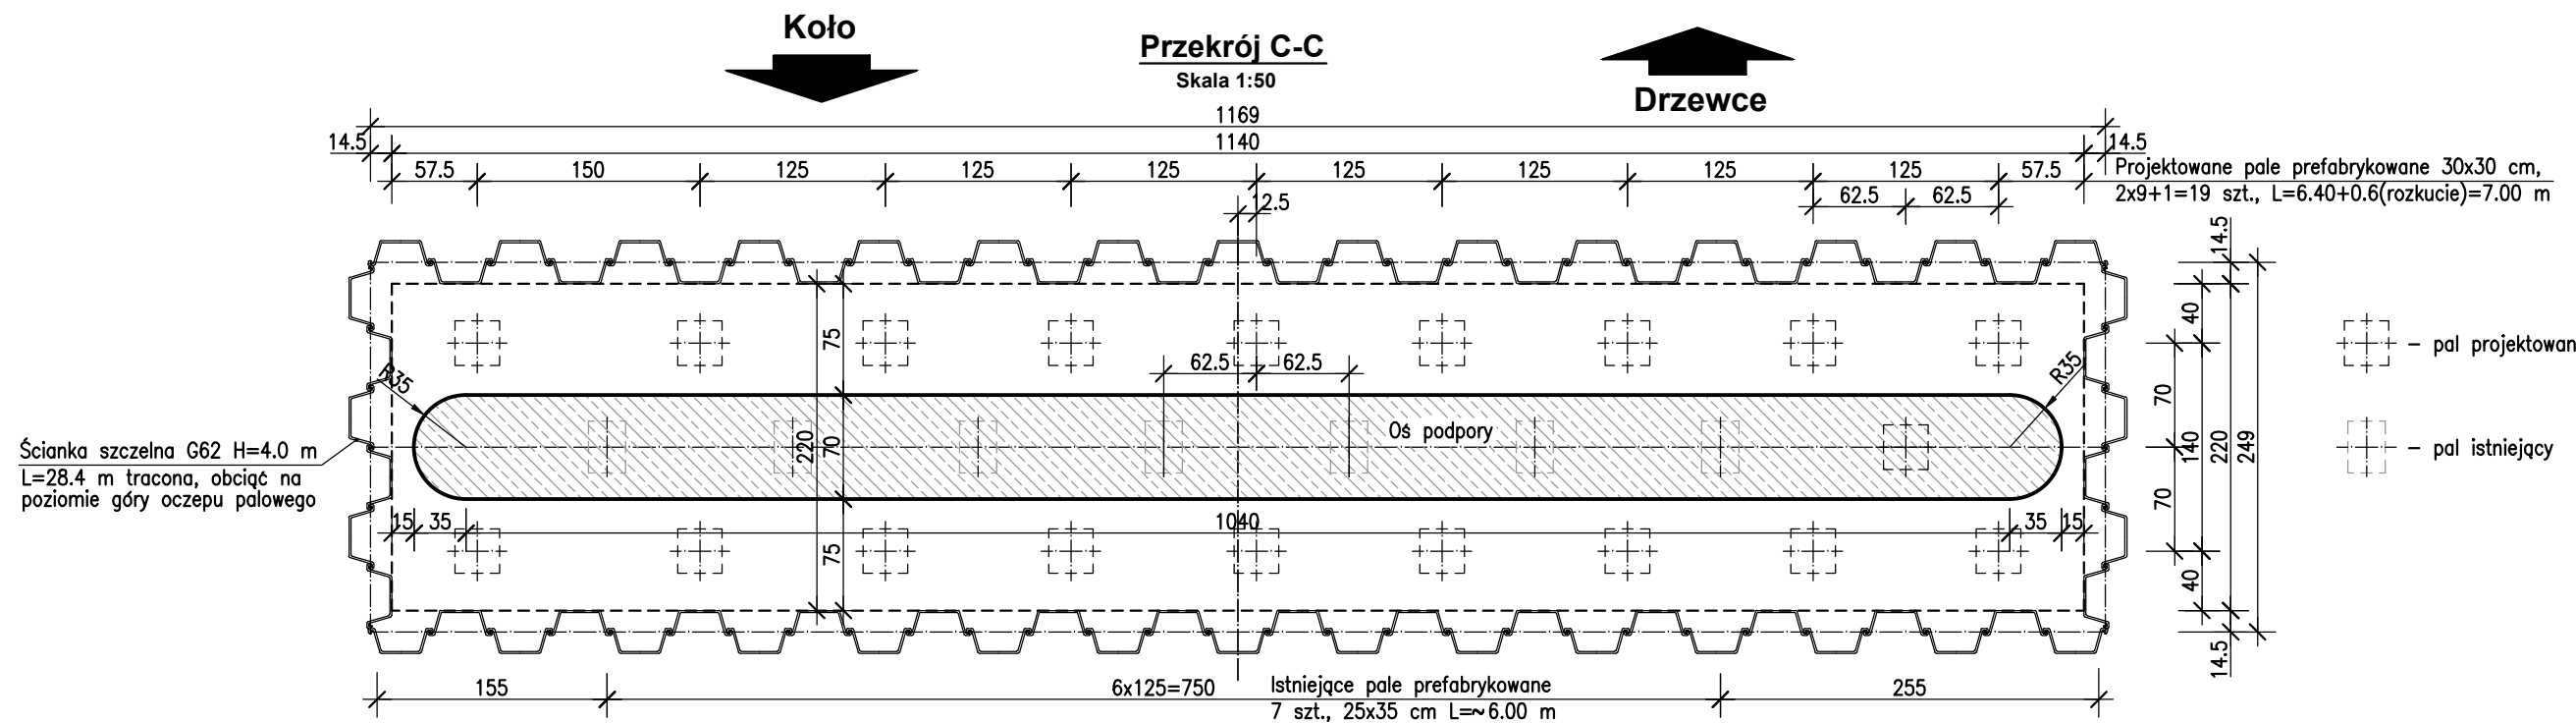 Koło
Przekrój C-C
Skala 1:50
Drzewce
1169
14.5 1140 14.5
57.5 150 125 125 125 125 125 125 125 57.5
Projektowane pale prefabrykowane 30x30 cm,
2x9+1=19 szt., L=6.40+0.6(rozkucie)=7.00 m
62.5 62.5
12.5
14.5
40
75
62.5 62.5
R35
R35
– pal projektowan
70
Oś podpory
220
70
140
220
249
– pal istniejący
Ścianka szczelna G62 H=4.0 m
L=28.4 m tracona, obciąć na
poziomie góry oczepu palowego
70
15 35 1040 35 15
75
40
14.5
155 6x125=750 255
Istniejące pale prefabrykowane
7 szt., 25x35 cm L=~6.00 m